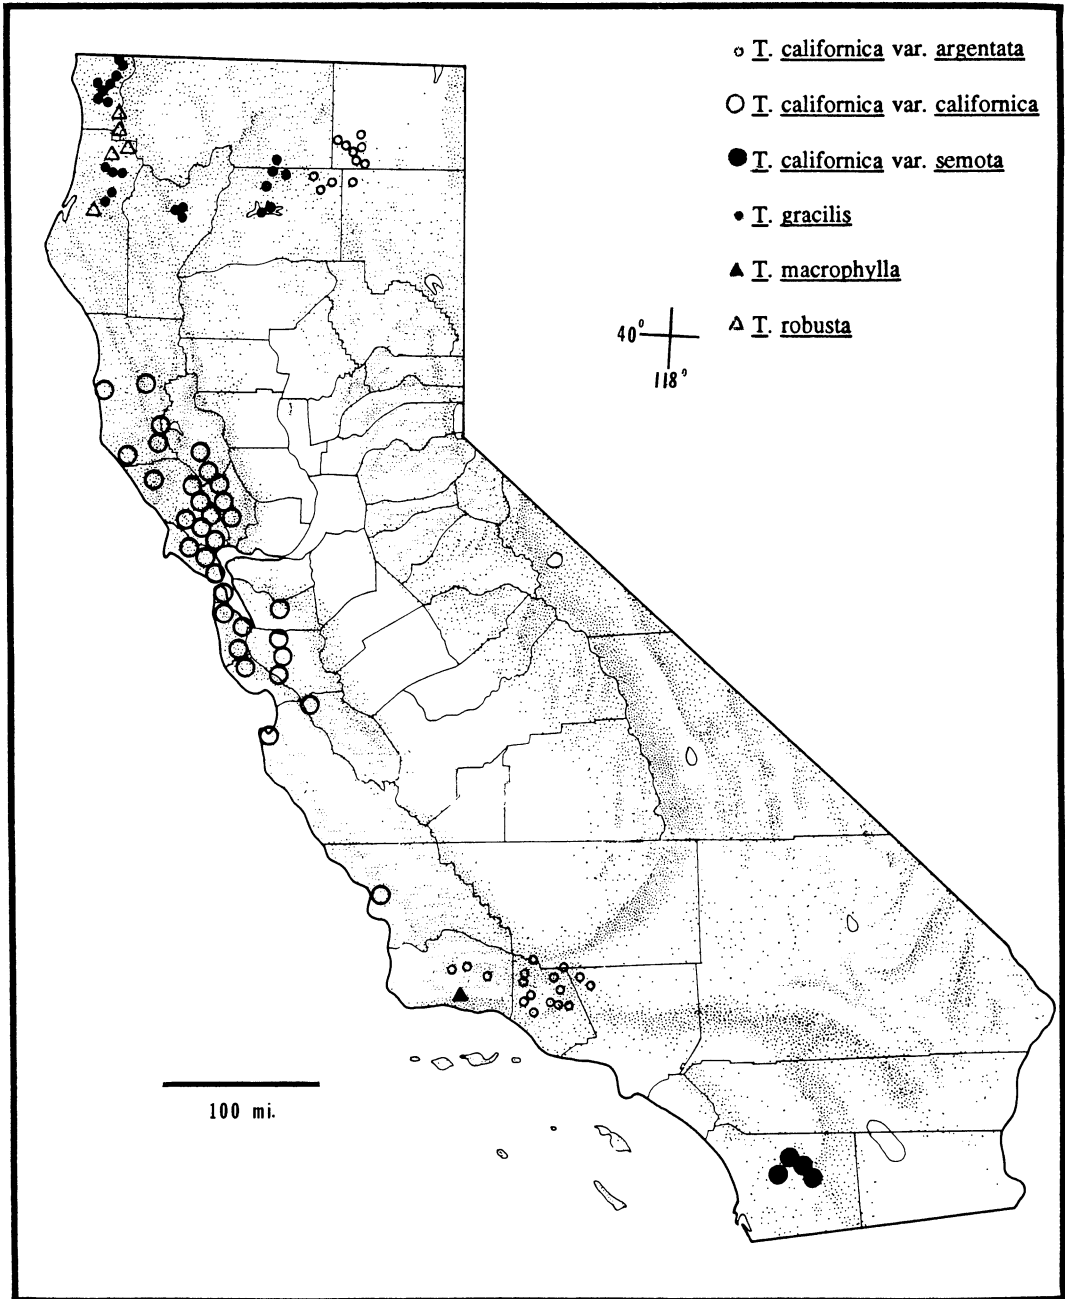 T. californica var. argentata
T. californica var. californica
T. californica var. semota
T. gracilis
T. macrophylla
T. robusta
40°
118°
100 mi.